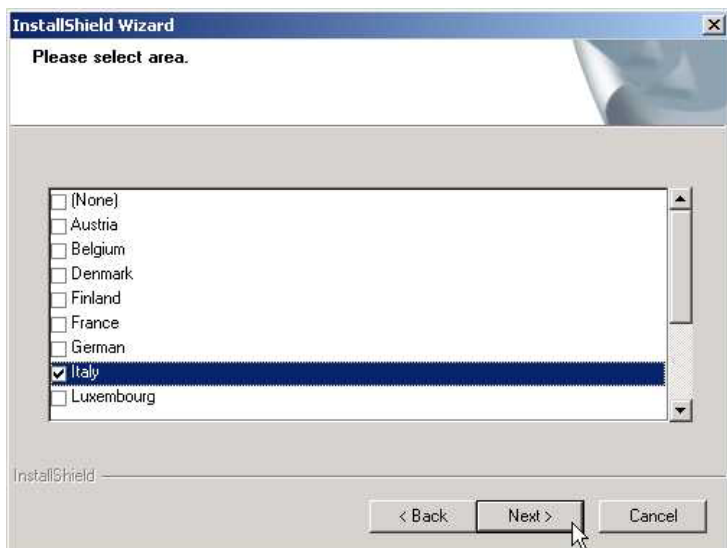 InstallShield Wizard
Please select area.
(None)
Austria
Belgium
Denmark
Finland
France
German
Italy
Luxembourg
InstallShield
< Back Next > Cancel